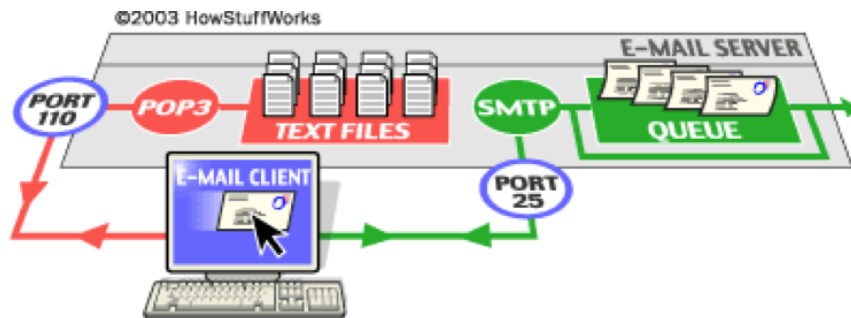 ©2003 HowStuffWorks
E-MAIL SERVER
PORT
110
POP3
TEXT FILES
SMTP
QUEUE
E-MAIL CLIENT
PORT
25